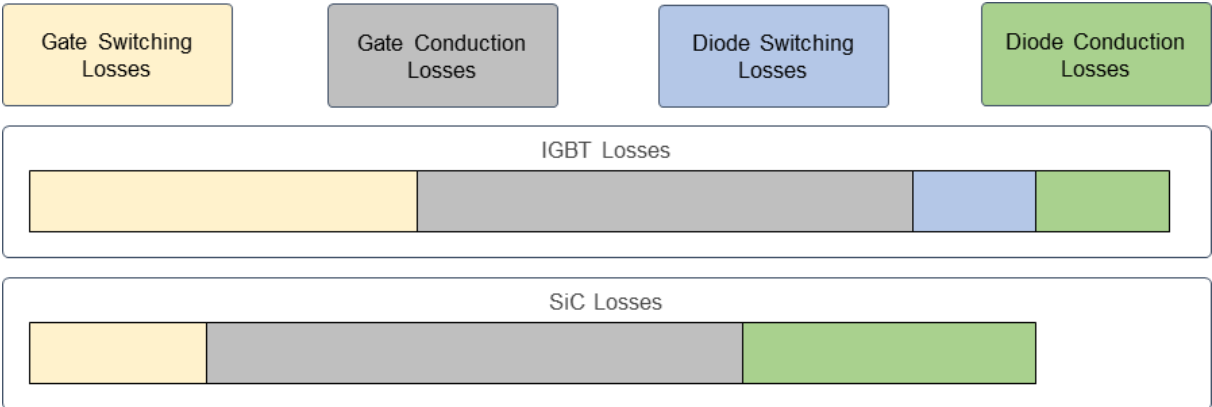 Gate Switching
Losses
Gate Conduction
Losses
Diode Switching
Losses
Diode Conduction
Losses
IGBT Losses
SiC Losses